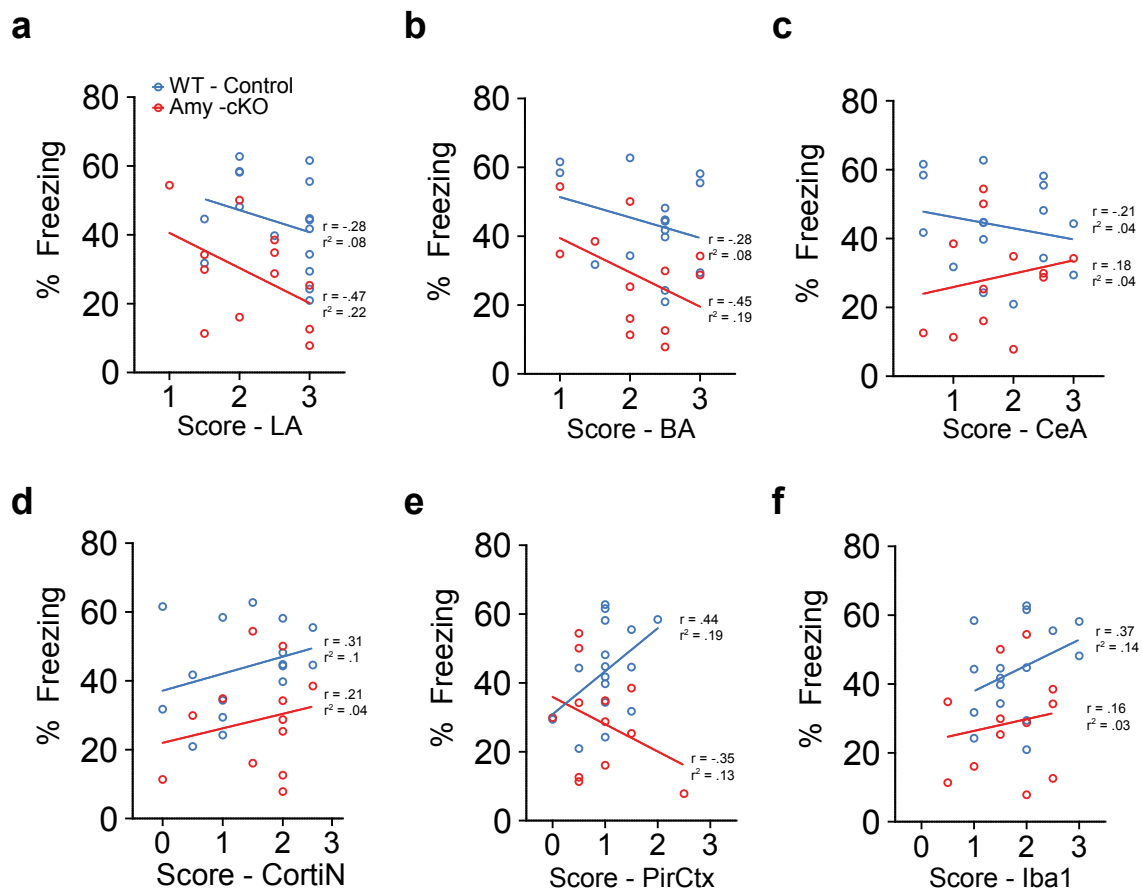 a
WT - Control
Amy -cKO
80
60
40
20
0
% Freezing
r = -.28
r² = .08
r = -.47
r² = .22
1
2
3
Score - LA
b
80
60
40
20
0
% Freezing
r = -.28
r² = .08
r = -.45
r² = .19
1
2
3
Score - BA
c
80
60
40
20
0
% Freezing
r = -.21
r² = .04
r = .18
r² = .04
1
2
3
Score - CeA
d
80
60
40
20
0
% Freezing
r = .31
r² = .1
r = .21
r² = .04
0
1
2
3
Score - CortiN
e
80
60
40
20
0
% Freezing
r = .44
r² = .19
r = -.35
r² = .13
0
1
2
3
Score - PirCtx
f
80
60
40
20
0
% Freezing
r = .37
r² = .14
r = .16
r² = .03
0
1
2
3
Score - Iba1